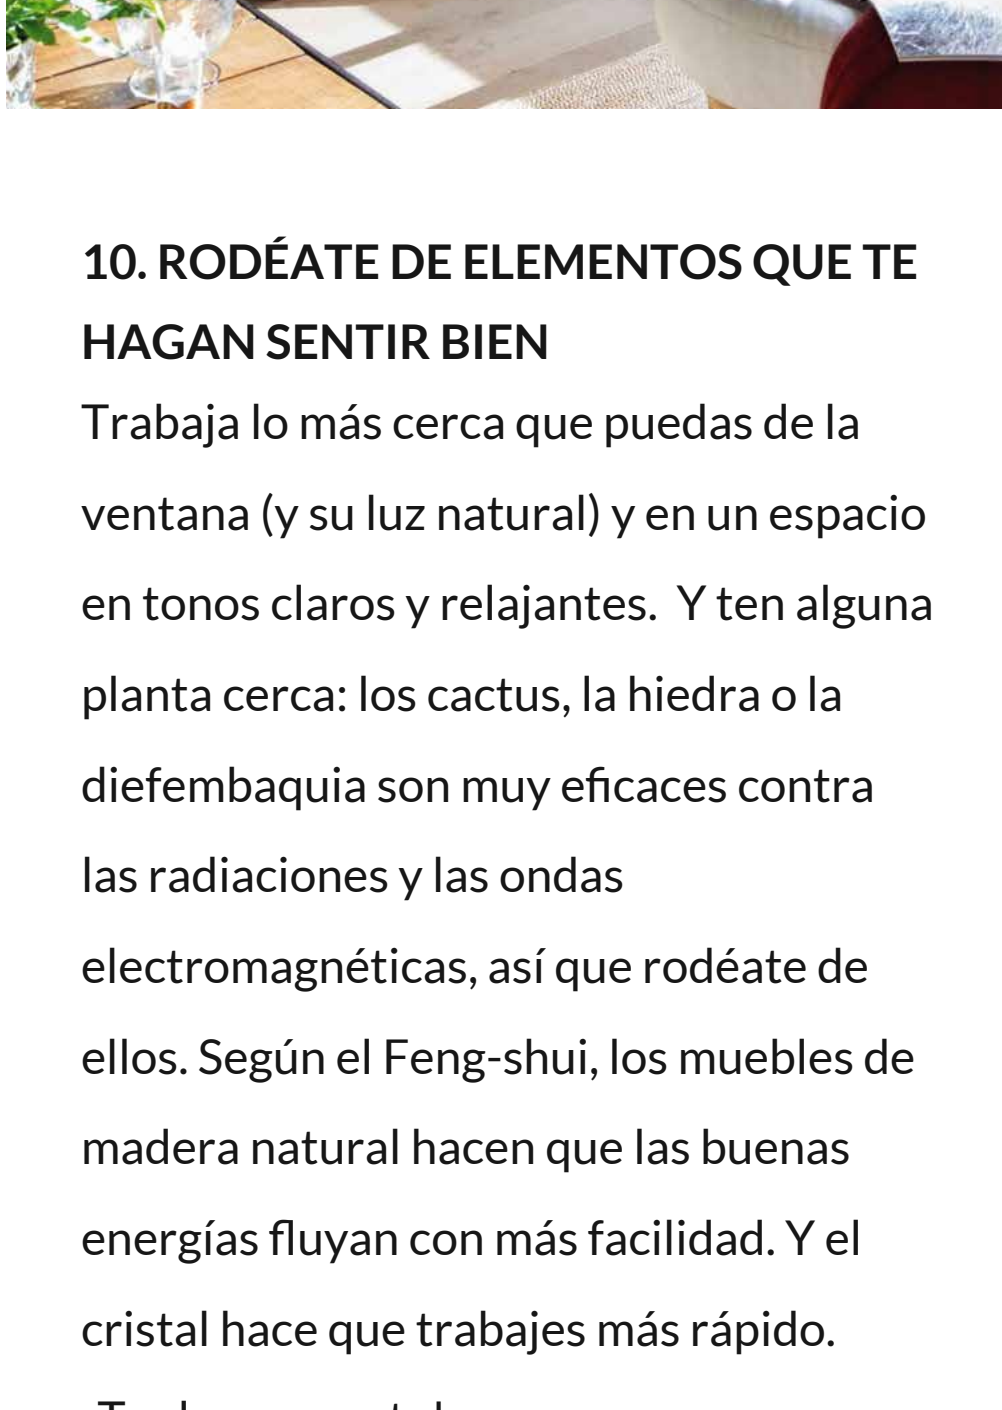 10. RODÉATE DE ELEMENTOS QUE TE
HAGAN SENTIR BIEN
Trabaja lo más cerca que puedas de la
ventana (y su luz natural) y en un espacio
en tonos claros y relajantes.  Y ten alguna
planta cerca: los cactus, la hiedra o la
diefembaquia son muy eficaces contra
las radiaciones y las ondas
electromagnéticas, así que rodéate de
ellos. Según el Feng-shui, los muebles de
madera natural hacen que las buenas
energías fluyan con más facilidad. Y el
cristal hace que trabajes más rápido.